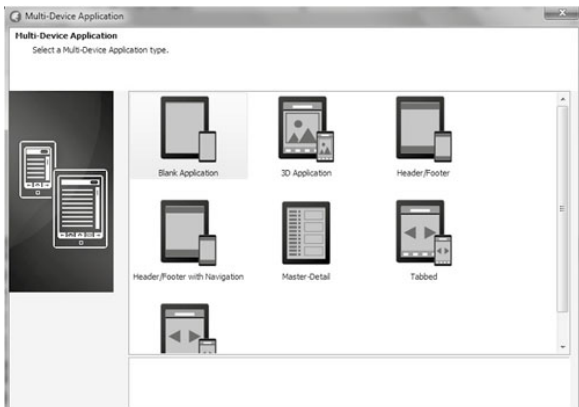 Multi-Device Application
Multi-Device Application
Select a Multi-Device Application type.
Blank Application
3D Application
Header/Footer
Header/Footer with Navigation
Master-Detail
Tabbed